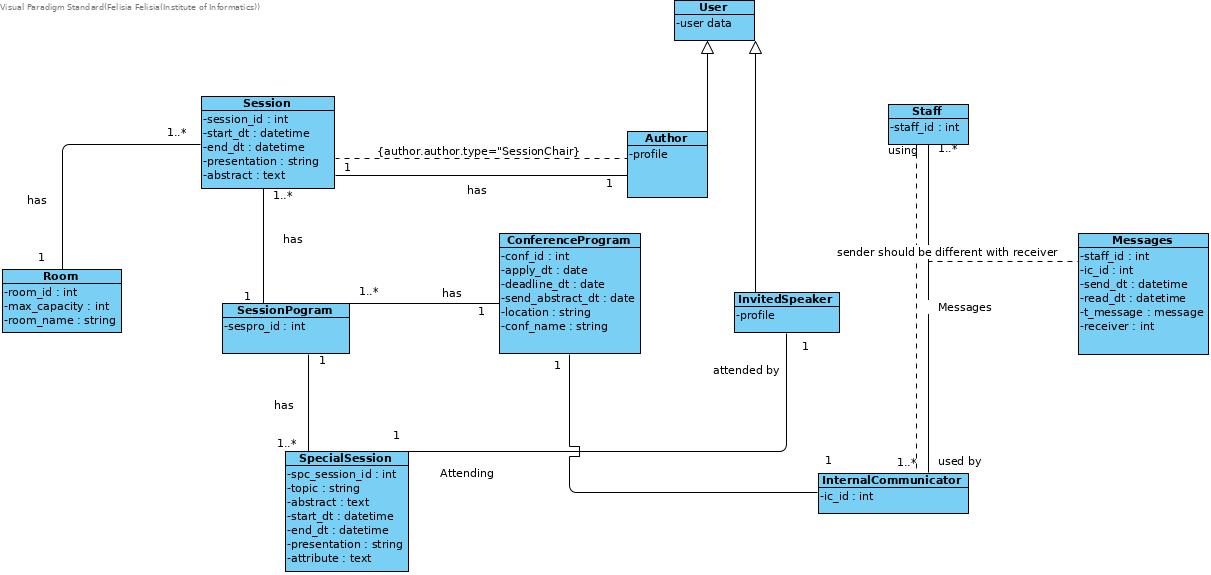 Visual Paradigm Standard(Felisia Felisia(Institute of Informatics))
User
-user data
Session
-session_id : int
-start_dt : datetime
-end_dt : datetime
-presentation : string
-abstract : text
1..*
has
1
Room
-room_id : int
-max_capacity : int
-room_name : string
{author.author.type="SessionChair}
1
has
1
Author
-profile
Staff
-staff_id : int
using
1..*
1..*
has
1
SessionPogram
-sespro_id : int
1..*
has
1
ConferenceProgram
-conf_id : int
-apply_dt : date
-deadline_dt : date
-send_abstract_dt : date
-location : string
-conf_name : string
InvitedSpeaker
-profile
sender should be different with receiver
Messages
Messages
-staff_id : int
-ic_id : int
-send_dt : datetime
-read_dt : datetime
-t_message : message
-receiver : int
1
has
1..*
1
1
attended by
1
Attending
SpecialSession
-spc_session_id : int
-topic : string
-abstract : text
-start_dt : datetime
-end_dt : datetime
-presentation : string
-attribute : text
1
1..*
used by
InternalCommunicator
-ic_id : int